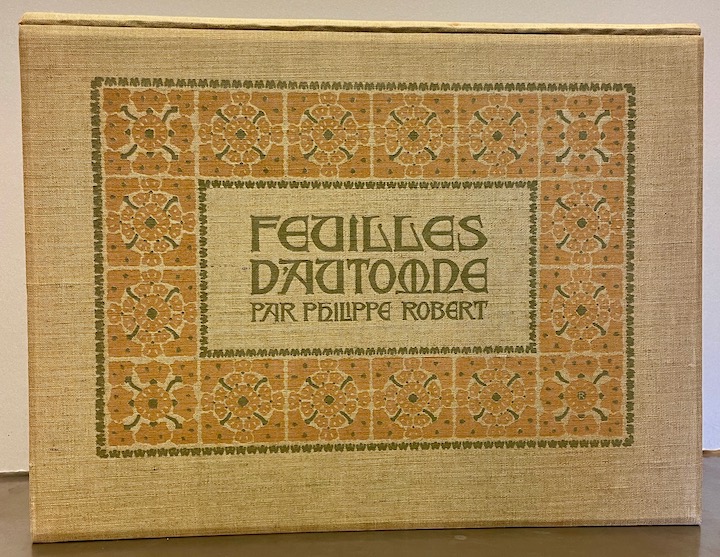 FEUILLES
D'AUTOMNE
PAR PHILIPPE ROBERT
R